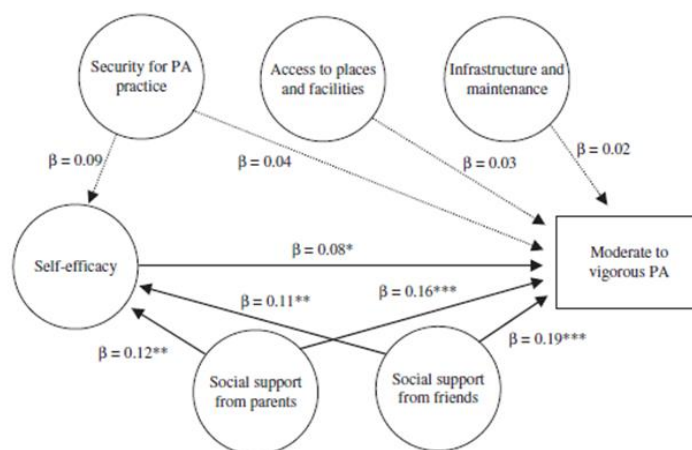 Security for PA
practice
Access to places
and facilities
Infrastructure and
maintenance
β = 0.09
β = 0.04
β = 0.03
β = 0.02
Self-efficacy
β = 0.08*
Moderate to
vigorous PA
β = 0.11**
β = 0.16***
β = 0.12**
β = 0.19***
Social support
from parents
Social support
from friends